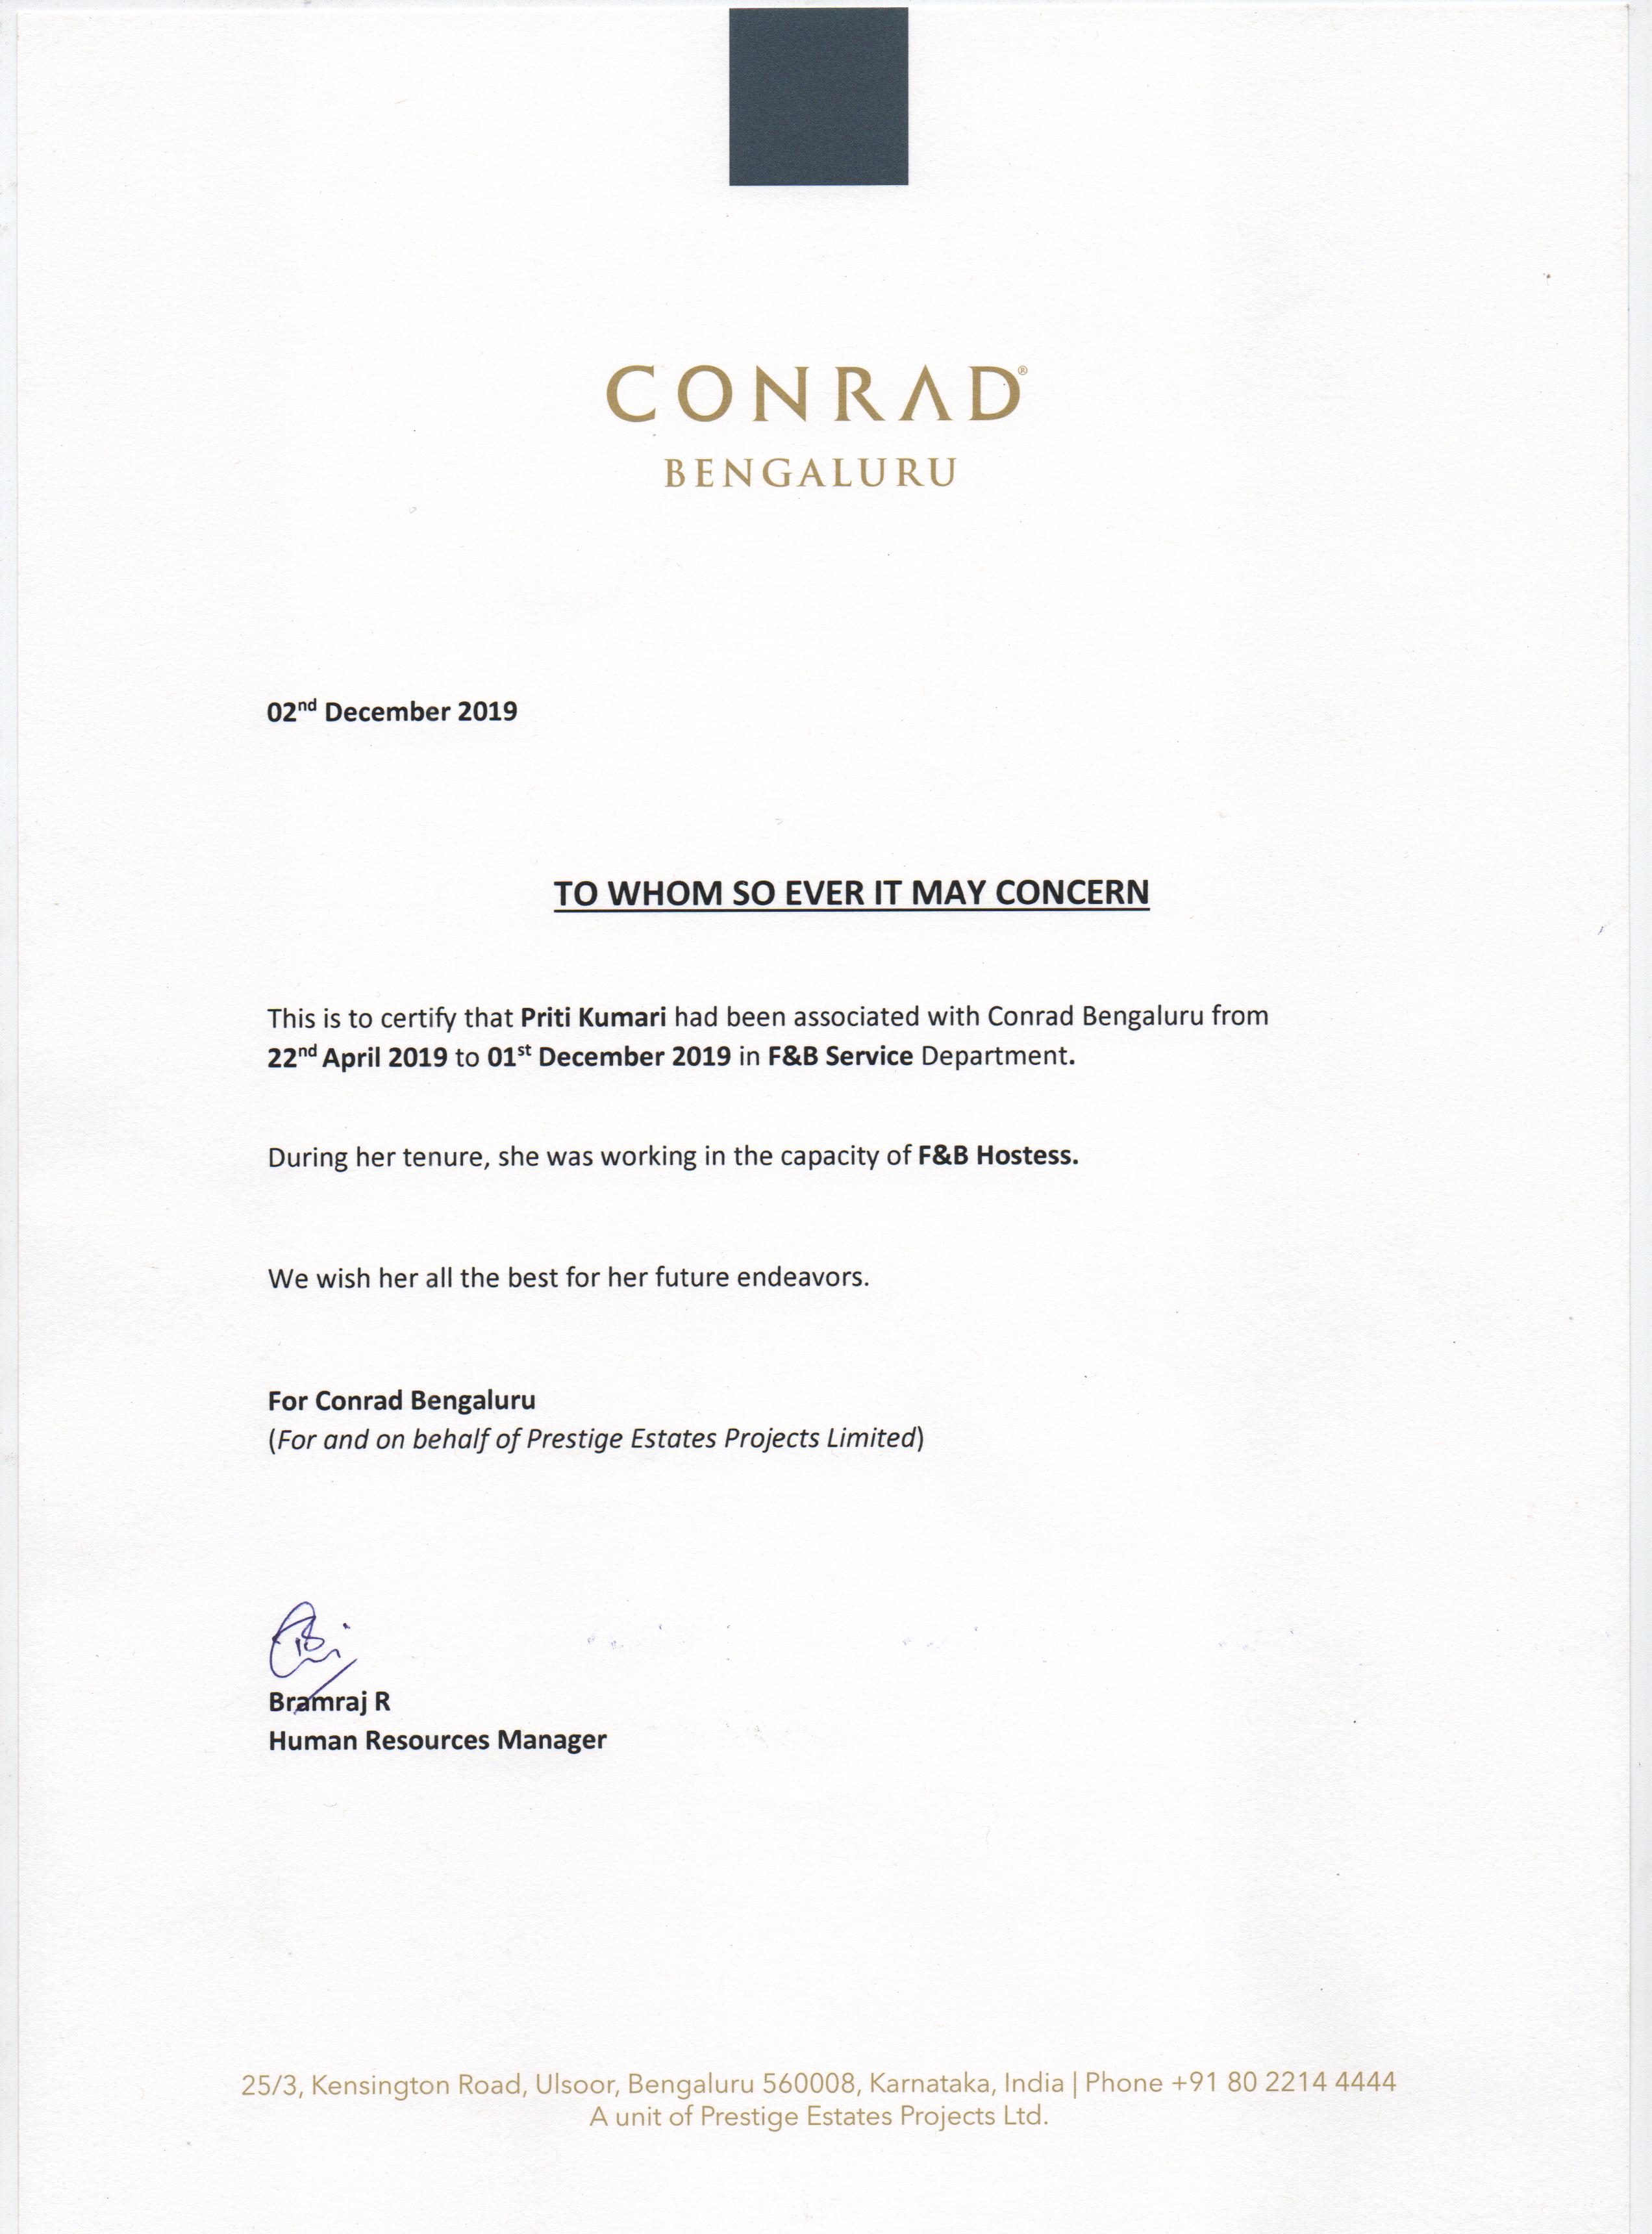 CONRAD®
BENGALURU
02nd December 2019
TO WHOM SO EVER IT MAY CONCERN
This is to certify that Priti Kumari had been associated with Conrad Bengaluru from
22nd April 2019 to 01st December 2019 in F&B Service Department.
During her tenure, she was working in the capacity of F&B Hostess.
We wish her all the best for her future endeavors.
For Conrad Bengaluru
(For and on behalf of Prestige Estates Projects Limited)
Bramraj R
Human Resources Manager
25/3, Kensington Road, Ulsoor, Bengaluru 560008, Karnataka, India | Phone +91 80 2214 4444
A unit of Prestige Estates Projects Ltd.